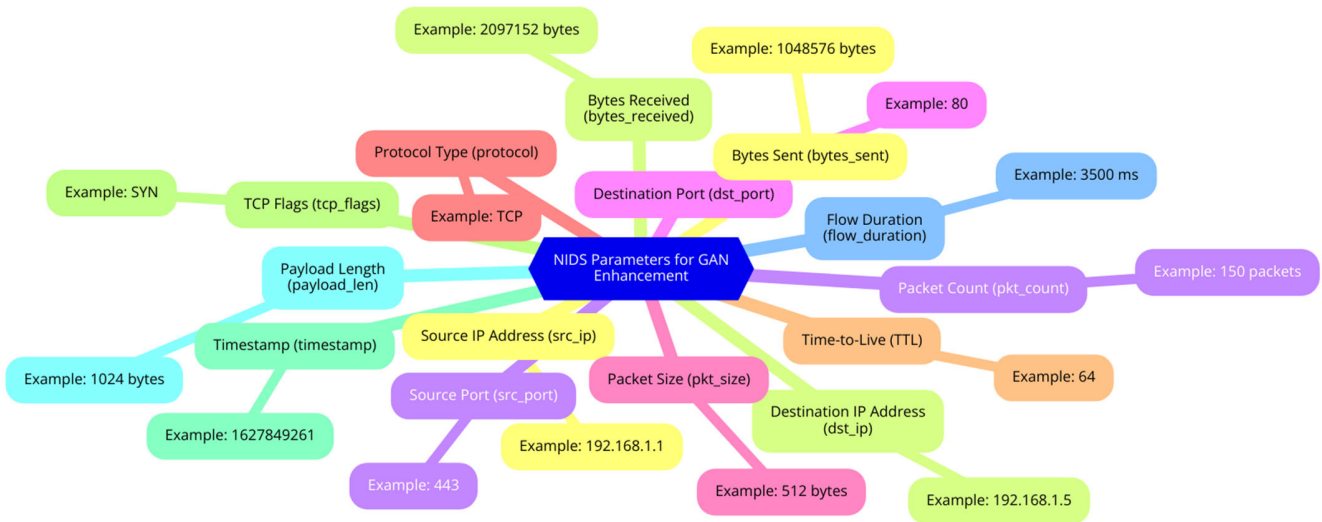 Example: 2097152 bytes
Example: 1048576 bytes
Bytes Received
(bytes_received)
Example: 80
Protocol Type (protocol)
Bytes Sent (bytes_sent)
Example: 3500 ms
Example: SYN
TCP Flags (tcp_flags)
Example: TCP
Destination Port (dst_port)
Flow Duration
(flow_duration)
NIDS Parameters for GAN
Enhancement
Payload Length
(payload_len)
Packet Count (pkt_count)
Example: 150 packets
Timestamp (timestamp)
Source IP Address (src_ip)
Time-to-Live (TTL)
Example: 1024 bytes
Source Port (src_port)
Packet Size (pkt_size)
Example: 64
Destination IP Address
(dst_ip)
Example: 1627849261
Example: 192.168.1.1
Example: 443
Example: 512 bytes
Example: 192.168.1.5